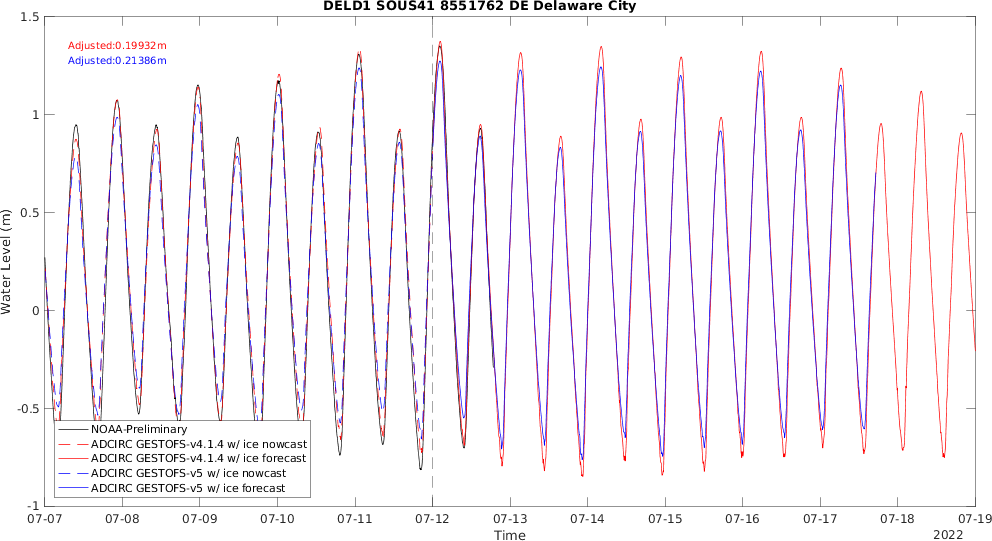 DELD1 SOUS41 8551762 DE Delaware City
Adjusted:0.19932m
Adjusted:0.21386m
Water Level (m)
1.5
1
0.5
0
-0.5
-1
NOAA-Preliminary
ADCIRC GESTOFS-v4.1.4 w/ ice nowcast
ADCIRC GESTOFS-v4.1.4 w/ ice forecast
ADCIRC GESTOFS-v5 w/ ice nowcast
ADCIRC GESTOFS-v5 w/ ice forecast
07-07 07-08 07-09 07-10 07-11 07-12 07-13 07-14 07-15 07-16 07-17 07-18 07-19
Time
2022